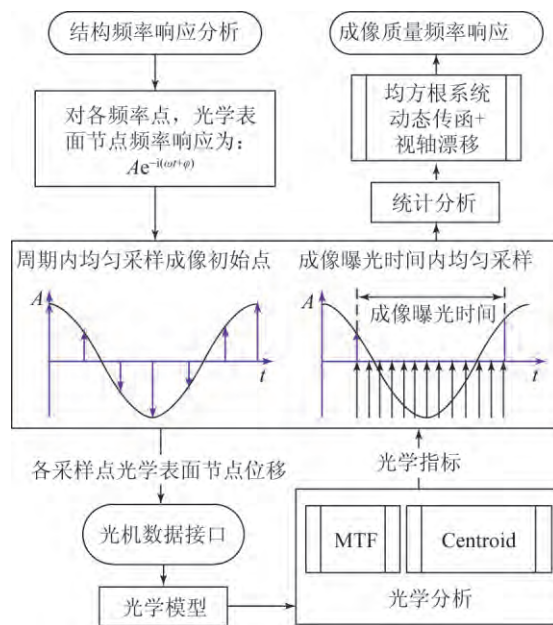 结构频率响应分析
对各频率点，光学表
面节点频率响应为：
Ae^{-i(ωt+φ)}
成像质量频率响应
均方根系统
动态传函+
视轴漂移
统计分析
周期内均匀采样成像初始点
A
t
成像曝光时间内均匀采样
A
成像曝光时间
t
各采样点光学表面节点位移
光机数据接口
光学模型
光学指标
MTF
Centroid
光学分析